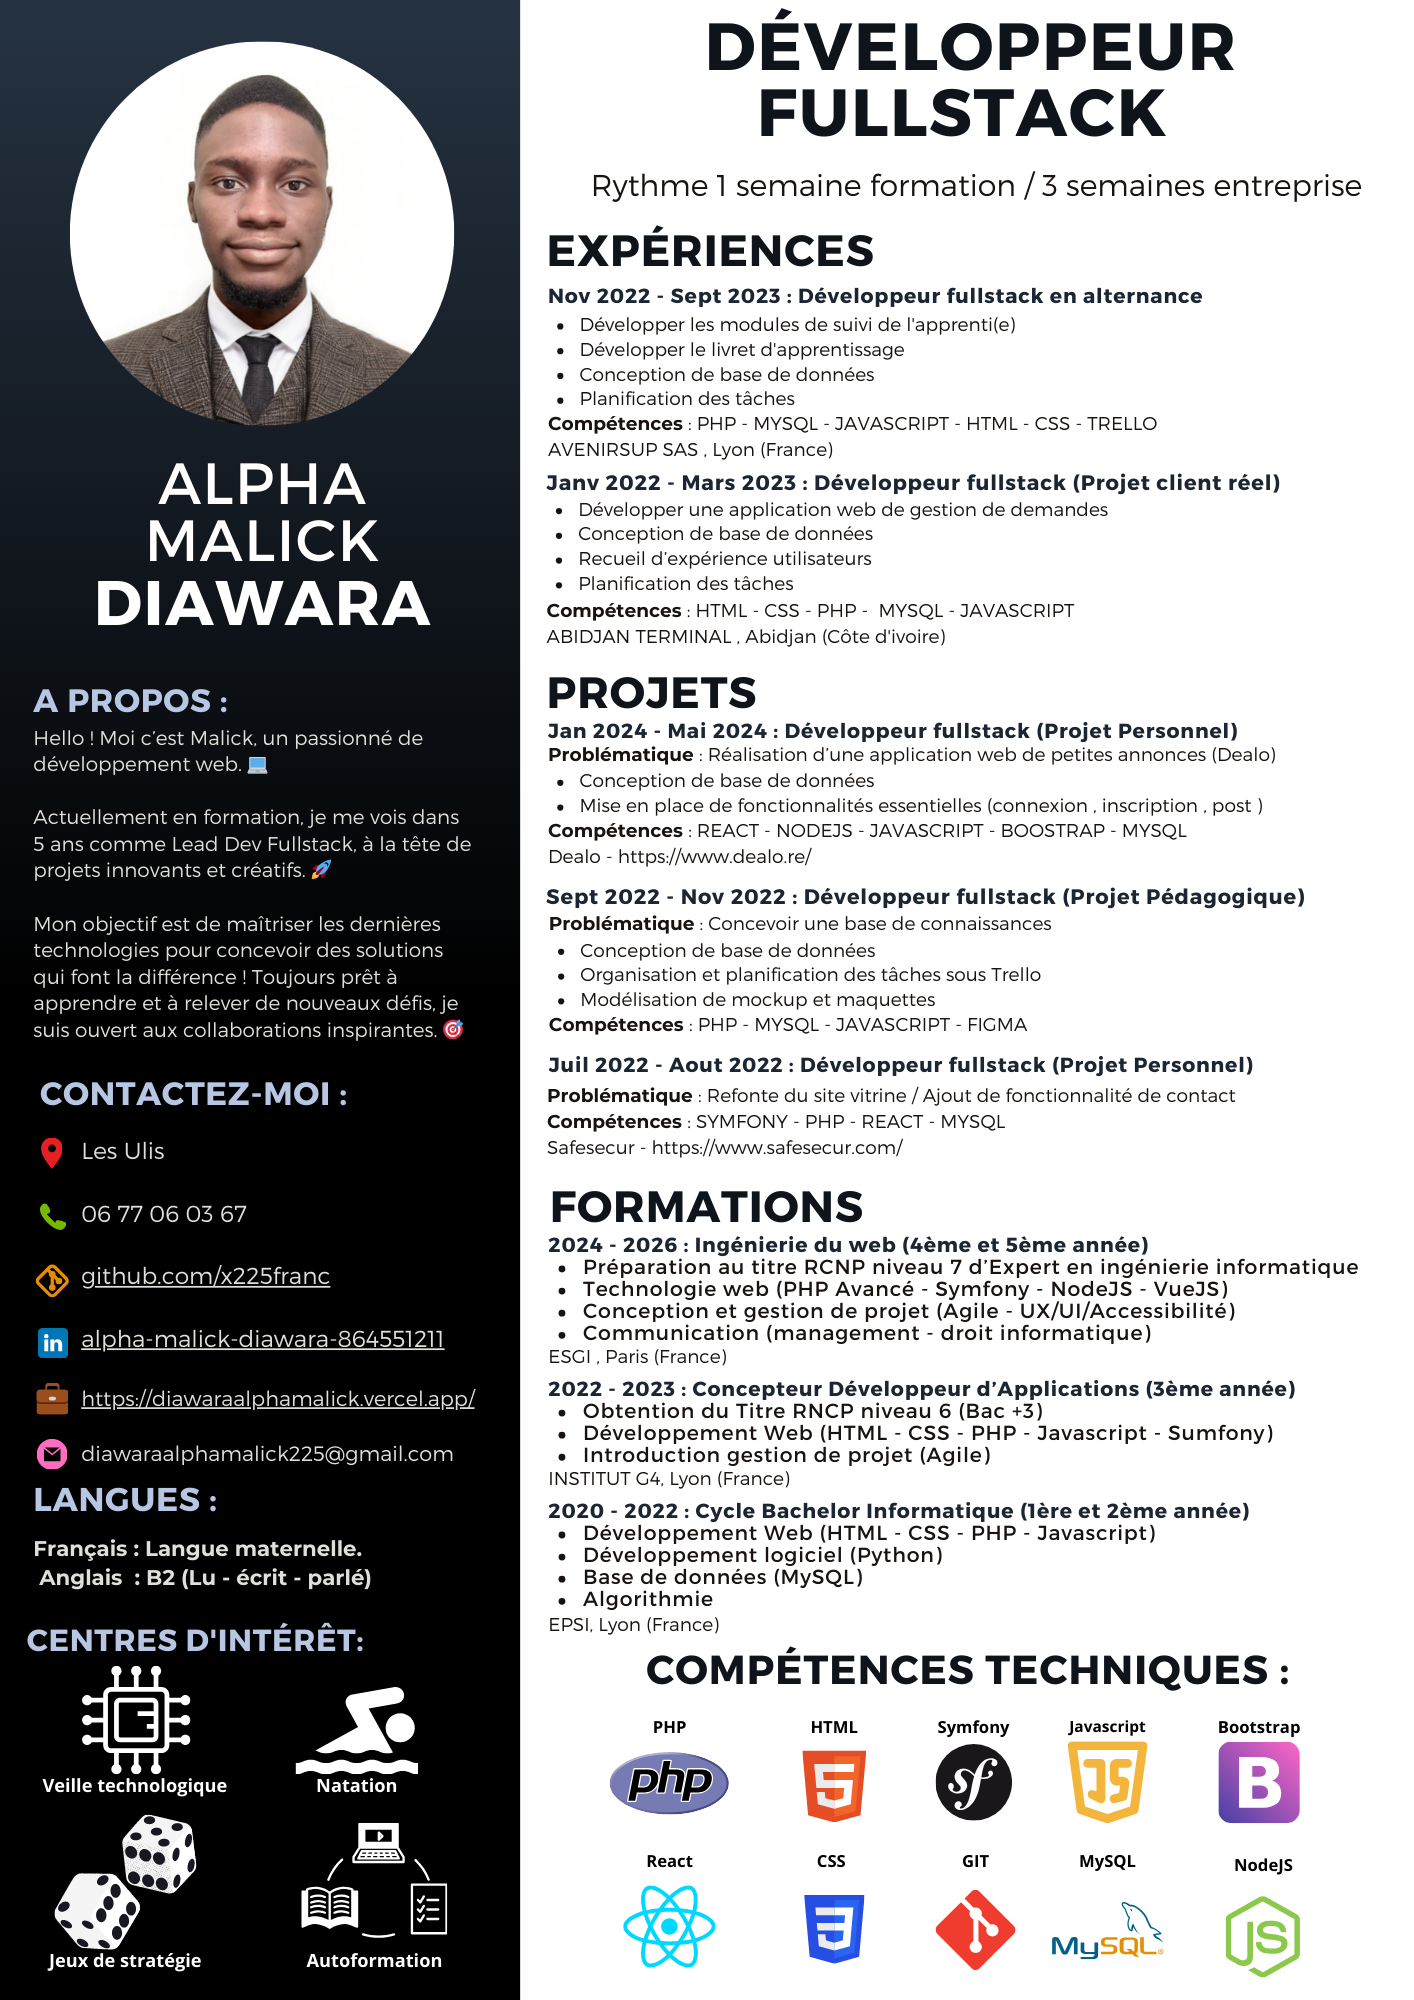 ALPHA
MALICK
DIAWARA
A PROPOS :
Hello ! Moi c’est Malick, un passionné de
développement web. 💻
Actuellement en formation, je me vois dans
5 ans comme Lead Dev Fullstack, à la tête de
projets innovants et créatifs. 🚀
Mon objectif est de maîtriser les dernières
technologies pour concevoir des solutions
qui font la différence ! Toujours prêt à
apprendre et à relever de nouveaux défis, je
suis ouvert aux collaborations inspirantes. 🎯
CONTACTEZ-MOI :
Les Ulis
06 77 06 03 67
github.com/x225franc
in alpha-malick-diawara-864551211
https://diawaraalphamalick.vercel.app/
diawaraalphamalick225@gmail.com
LANGUES :
Français : Langue maternelle.
Anglais : B2 (Lu - écrit - parlé)
CENTRES D'INTÉRÊT:
Veille technologique
Natation
Jeux de stratégie
Autoformation
DÉVELOPPEUR
FULLSTACK
Rythme 1 semaine formation / 3 semaines entreprise
EXPÉRIENCES
Nov 2022 - Sept 2023 : Développeur fullstack en alternance
• Développer les modules de suivi de l'apprenti(e)
• Développer le livret d'apprentissage
• Conception de base de données
• Planification des tâches
Compétences : PHP - MYSQL - JAVASCRIPT - HTML - CSS - TRELLO
AVENIRSUP SAS , Lyon (France)
Janv 2022 - Mars 2023 : Développeur fullstack (Projet client réel)
• Développer une application web de gestion de demandes
• Conception de base de données
• Recueil d’expérience utilisateurs
• Planification des tâches
Compétences : HTML - CSS - PHP - MYSQL - JAVASCRIPT
ABIDJAN TERMINAL , Abidjan (Côte d'ivoire)
PROJETS
Jan 2024 - Mai 2024 : Développeur fullstack (Projet Personnel)
Problématique : Réalisation d’une application web de petites annonces (Dealo)
• Conception de base de données
• Mise en place de fonctionnalités essentielles (connexion , inscription , post )
Compétences : REACT - NODEJS - JAVASCRIPT - BOOSTRAP - MYSQL
Dealo - https://www.dealo.re/
Sept 2022 - Nov 2022 : Développeur fullstack (Projet Pédagogique)
Problématique : Concevoir une base de connaissances
• Conception de base de données
• Organisation et planification des tâches sous Trello
• Modélisation de mockup et maquettes
Compétences : PHP - MYSQL - JAVASCRIPT - FIGMA
Juil 2022 - Aout 2022 : Développeur fullstack (Projet Personnel)
Problématique : Refonte du site vitrine / Ajout de fonctionnalité de contact
Compétences : SYMFONY - PHP - REACT - MYSQL
Safesecur - https://www.safesecur.com/
FORMATIONS
2024 - 2026 : Ingénierie du web (4ème et 5ème année)
• Préparation au titre RCNP niveau 7 d’Expert en ingénierie informatique
• Technologie web (PHP Avancé - Symfony - NodeJS - VueJS)
• Conception et gestion de projet (Agile - UX/UI/Accessibilité)
• Communication (management - droit informatique)
ESGI , Paris (France)
2022 - 2023 : Concepteur Développeur d’Applications (3ème année)
• Obtention du Titre RNCP niveau 6 (Bac +3)
• Développement Web (HTML - CSS - PHP - Javascript - Sumfony)
• Introduction gestion de projet (Agile)
INSTITUT G4, Lyon (France)
2020 - 2022 : Cycle Bachelor Informatique (1ère et 2ème année)
• Développement Web (HTML - CSS - PHP - Javascript)
• Développement logiciel (Python)
• Base de données (MySQL)
• Algorithmie
EPSI, Lyon (France)
COMPÉTENCES TECHNIQUES :
PHP HTML Symfony Javascript Bootstrap
php 5 sf JS B
React CSS GIT MySQL NodeJS
3 MySQL® JS